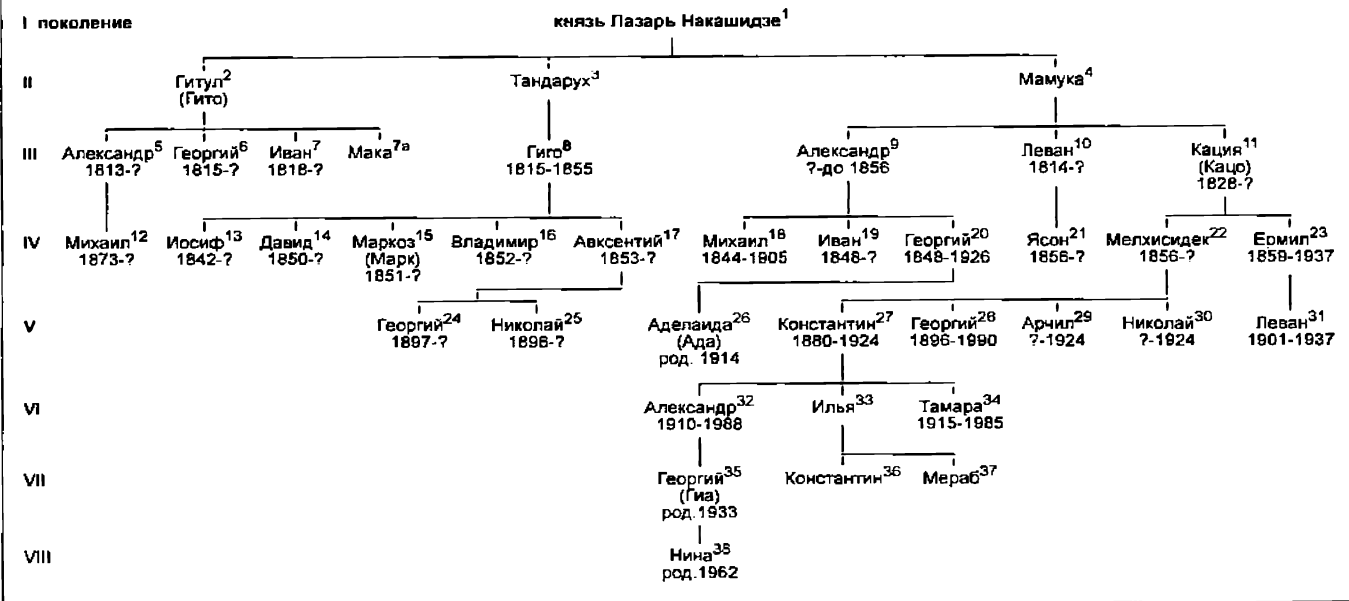 I поколение князь Лазарь Накашидзе1
II Гитул2 Тандарух3 Мамука4
(Гито)
III Александр5 Георгий6 Иван7 Мака7а Гиго8 Александр9 Леван10 Кация11
1813-? 1815-? 1818-? 1815-1855 ?-до 1856 1814-? (Кацо)
1828-?
IV Михаил12 Иосиф13 Давид14 Маркоз15 Владимир16 Авксентий17 Михаил18 Иван19 Георгий20 Ясон21 Мелхисидек22 Ермил23
1873-? 1842-? 1850-? (Марк) 1852-? 1853-? 1844-1905 1848-? 1848-1926 1856-? 1856-? 1859-1937
1851-?
V Георгий24 Николай25 Аделаида26 Константин27 Георгий28 Арчил29 Николай30 Леван31
1897-? 1898-? (Ада) 1880-1924 1896-1990 ?-1924 ?-1924 1901-1937
род. 1914
VI Александр32 Илья33 Тамара34
1910-1988 1915-1985
VII Георгий35 Константин36 Мераб37
(Гиа)
род.1933
VIII Нина38
род.1962